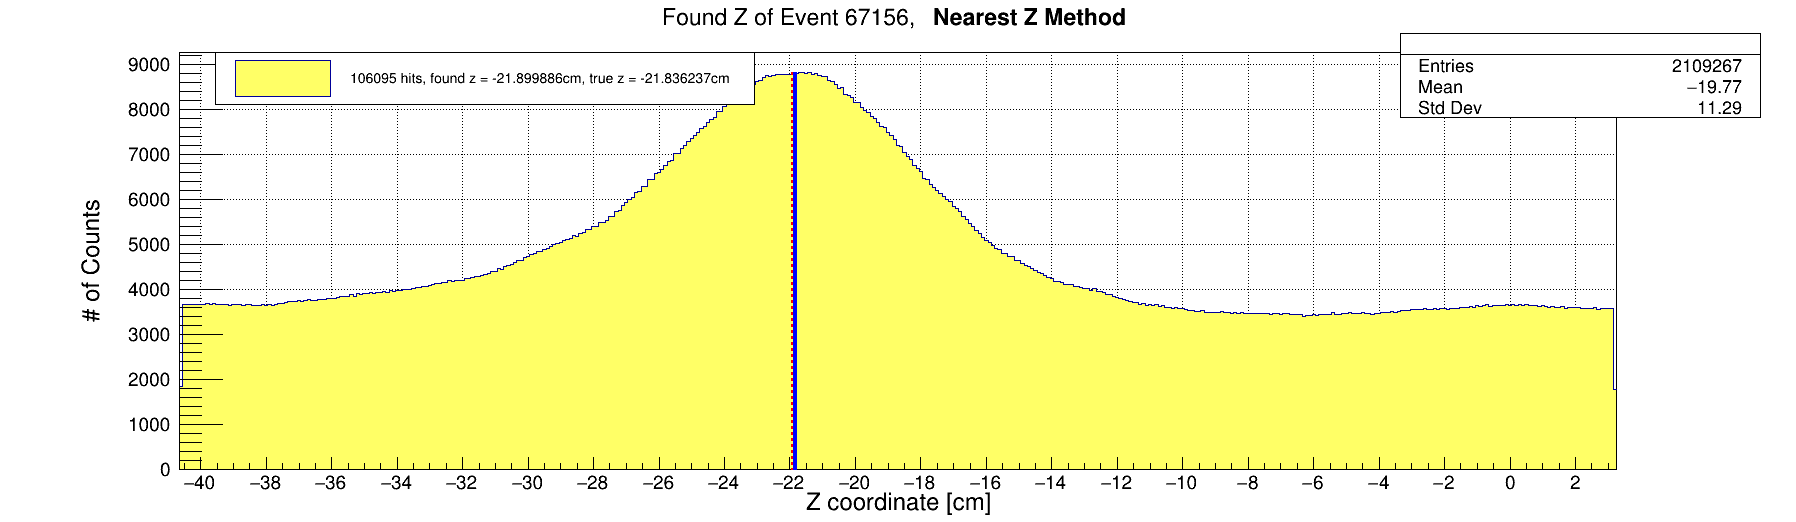 Found Z of Event 67156, Nearest Z Method
106095 hits, found z = -21.899886cm, true z = -21.836237cm
Entries 2109267
Mean −19.77
Std Dev 11.29
# of Counts
9000
8000
7000
6000
5000
4000
3000
2000
1000
0
−40 −38 −36 −34 −32 −30 −28 −26 −24 −22 −20 −18 −16 −14 −12 −10 −8 −6 −4 −2 0 2
Z coordinate [cm]